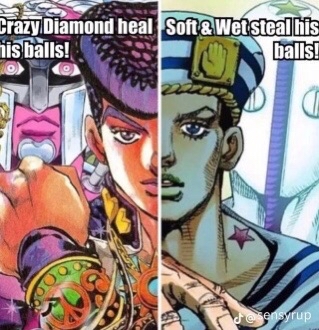 Crazy Diamond heal
his balls!
Soft & Wet steal his
balls!
@sensyrup